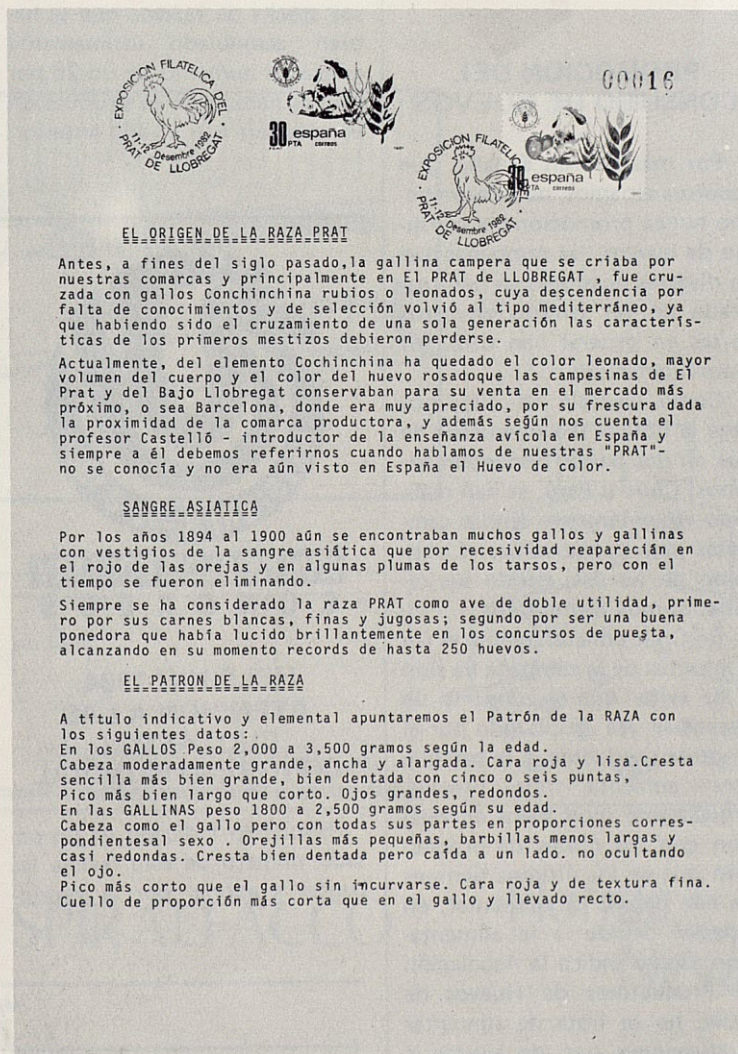 EXPOSICION FILATELICA D'EL
11-12 Desembre 1982
PRAT DE LLOBREGAT
30 PTA
españa
correos
00016
EXPOSICION FILATELICA D'EL
11-12 Desembre 1982
PRAT DE LLOBREGAT
30 PTA
españa
correos
EL ORIGEN DE LA RAZA PRAT
Antes, a fines del siglo pasado,la gallina campera que se criaba por
nuestras comarcas y principalmente en El PRAT de LLOBREGAT , fue cru-
zada con gallos Conchinchina rubios o leonados, cuya descendencia por
falta de conocimientos y de selección volvió al tipo mediterráneo, ya
que habiendo sido el cruzamiento de una sola generación las caracterís-
ticas de los primeros mestizos debieron perderse.
Actualmente, del elemento Cochinchina ha quedado el color leonado, mayor
volumen del cuerpo y el color del huevo rosadoque las campesinas de El
Prat y del Bajo Llobregat conservaban para su venta en el mercado más
próximo, o sea Barcelona, donde era muy apreciado, por su frescura dada
la proximidad de la comarca productora, y además según nos cuenta el
profesor Castelló - introductor de la enseñanza avícola en España y
siempre a él debemos referirnos cuando hablamos de nuestras "PRAT"-
no se conocía y no era aún visto en España el Huevo de color.
SANGRE ASIATICA
Por los años 1894 al 1900 aún se encontraban muchos gallos y gallinas
con vestigios de la sangre asiática que por recesividad reaparecián en
el rojo de las orejas y en algunas plumas de los tarsos, pero con el
tiempo se fueron eliminando.
Siempre se ha considerado la raza PRAT como ave de doble utilidad, prime-
ro por sus carnes blancas, finas y jugosas; segundo por ser una buena
ponedora que había lucido brillantemente en los concursos de puesta,
alcanzando en su momento records de hasta 250 huevos.
EL PATRON DE LA RAZA
A título indicativo y elemental apuntaremos el Patrón de la RAZA con
los siguientes datos:
En los GALLOS Peso 2,000 a 3,500 gramos según la edad.
Cabeza moderadamente grande, ancha y alargada. Cara roja y lisa.Cresta
sencilla más bien grande, bien dentada con cinco o seis puntas,
Pico más bien largo que corto. Ojos grandes, redondos.
En las GALLINAS peso 1800 a 2,500 gramos según su edad.
Cabeza como el gallo pero con todas sus partes en proporciones corres-
pondientesal sexo . Orejillas más pequeñas, barbillas menos largas y
casi redondas. Cresta bien dentada pero caída a un lado. no ocultando
el ojo.
Pico más corto que el gallo sin incurvarse. Cara roja y de textura fina.
Cuello de proporción más corta que en el gallo y llevado recto.